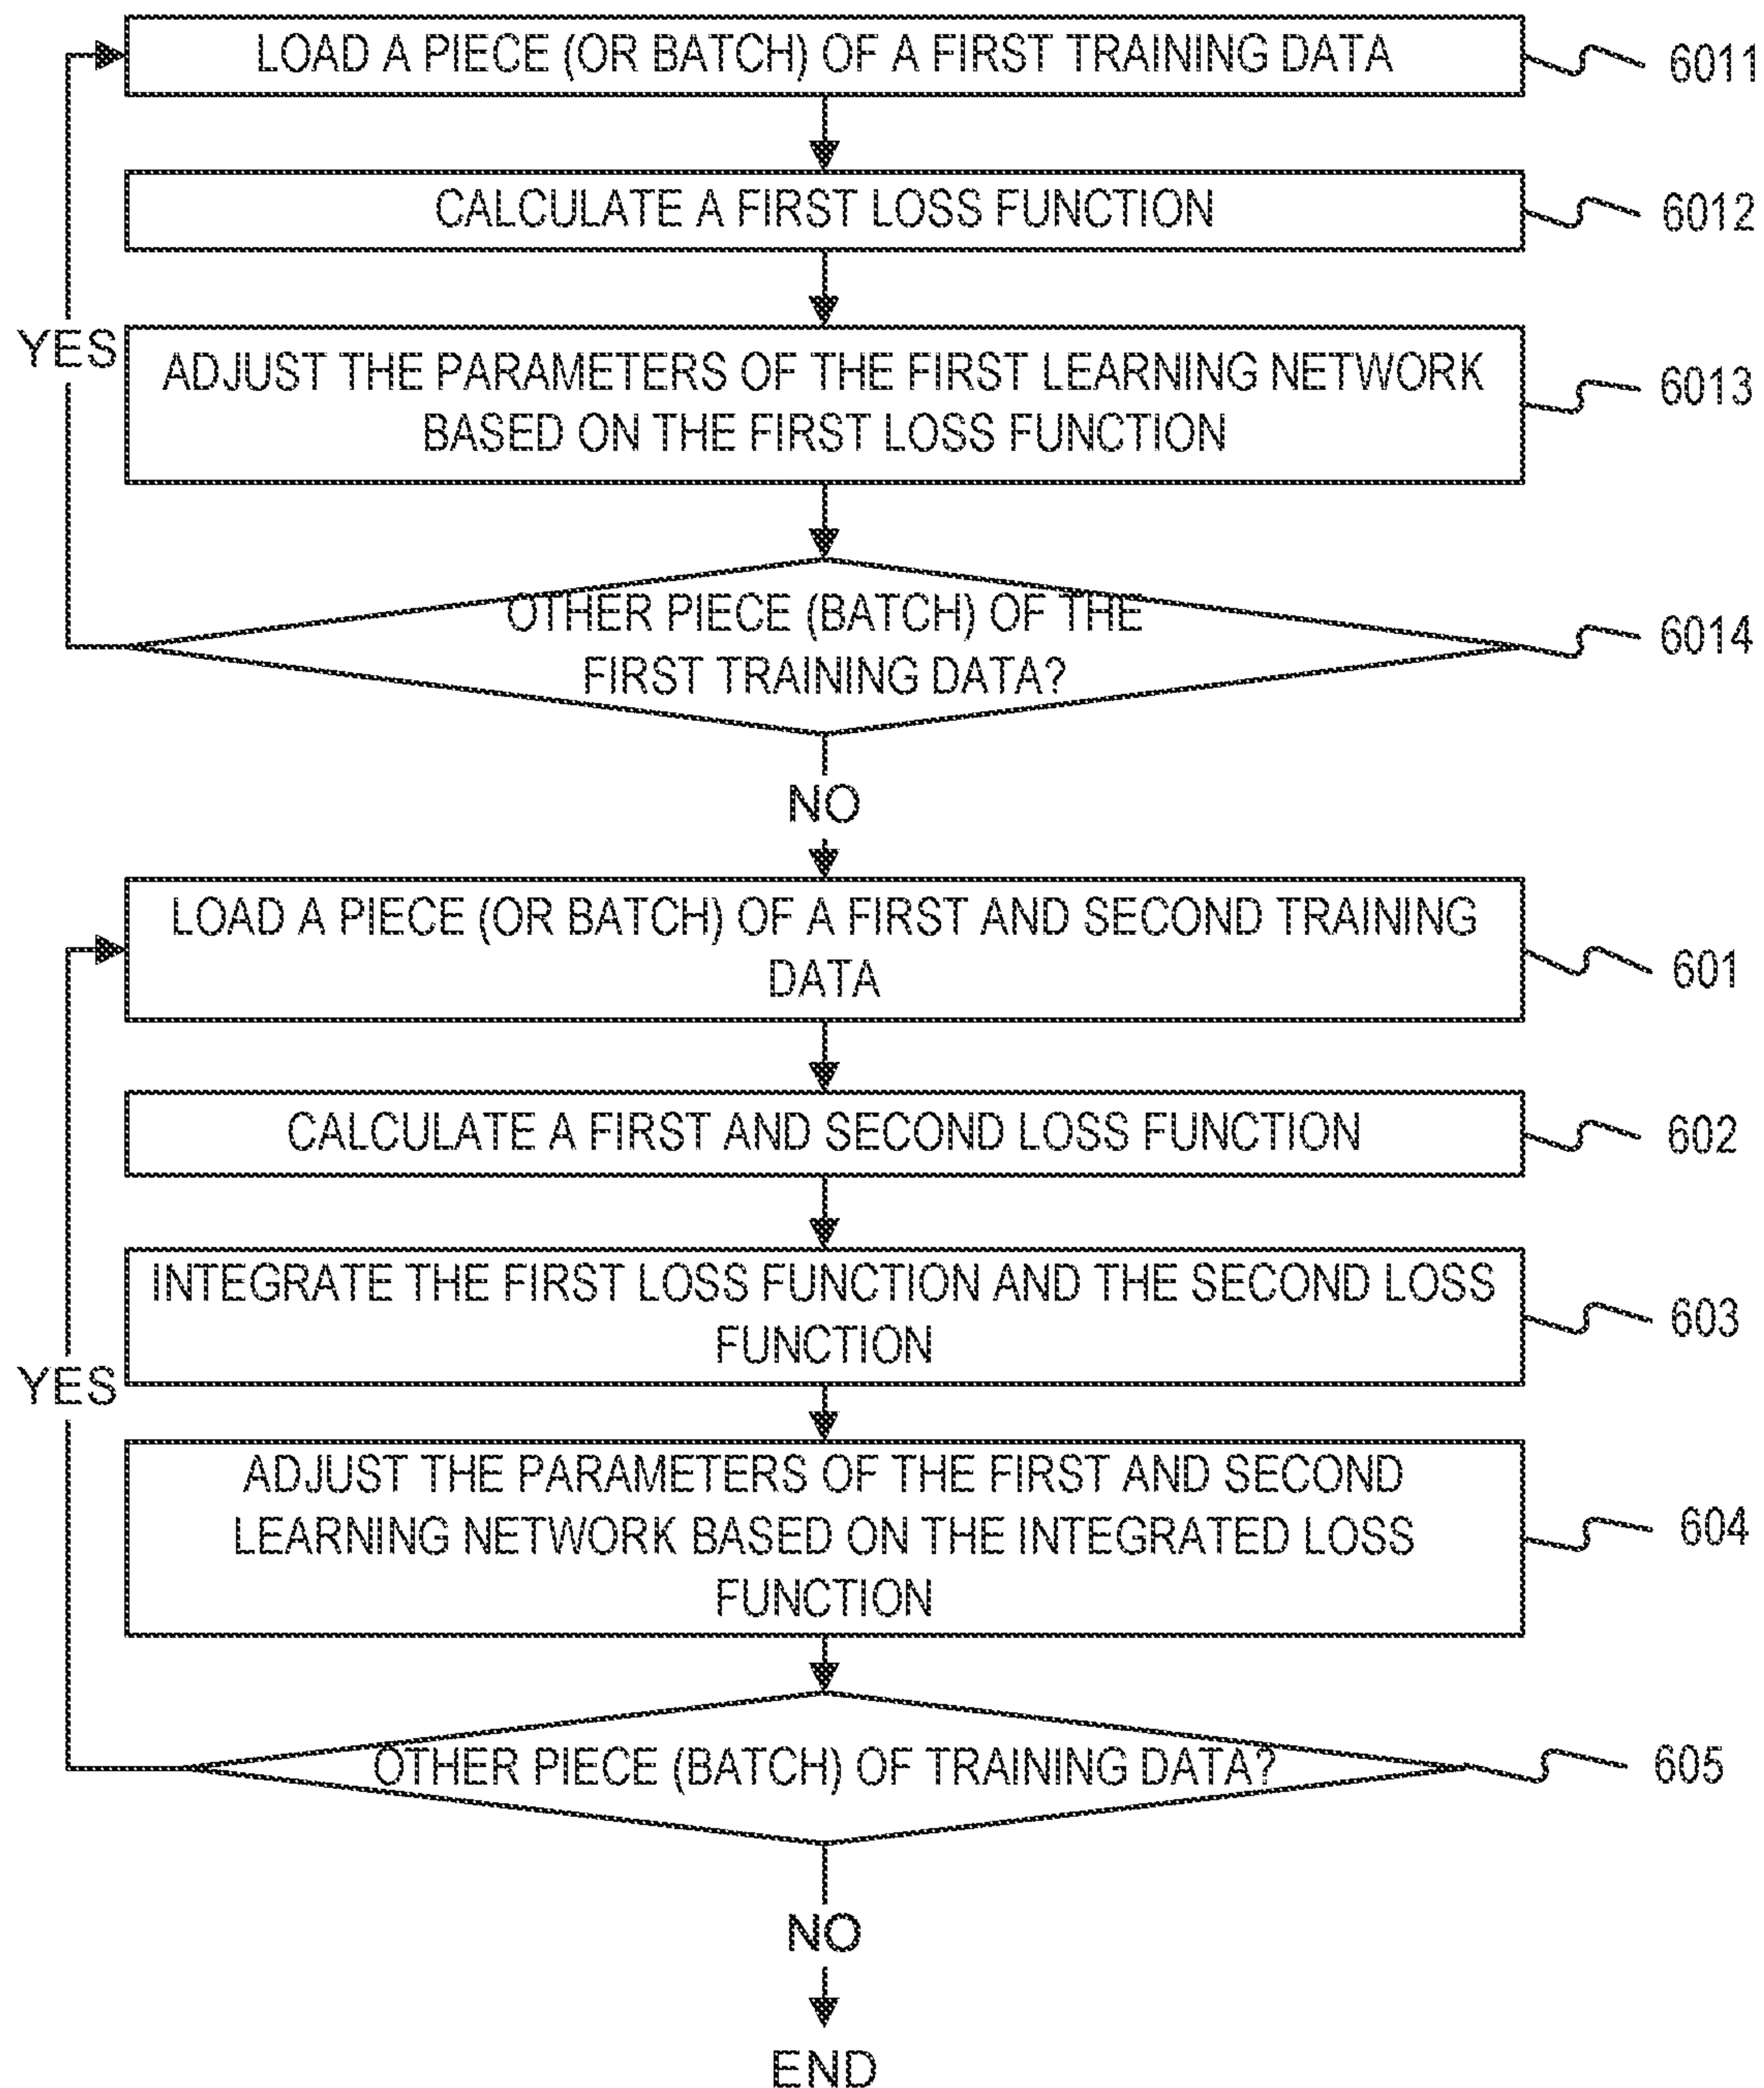 LOAD A PIECE (OR BATCH) OF A FIRST TRAINING DATA
6011
CALCULATE A FIRST LOSS FUNCTION
6012
YES
ADJUST THE PARAMETERS OF THE FIRST LEARNING NETWORK
BASED ON THE FIRST LOSS FUNCTION
6013
OTHER PIECE (BATCH) OF THE
FIRST TRAINING DATA?
6014
NO
LOAD A PIECE (OR BATCH) OF A FIRST AND SECOND TRAINING
DATA
601
CALCULATE A FIRST AND SECOND LOSS FUNCTION
602
INTEGRATE THE FIRST LOSS FUNCTION AND THE SECOND LOSS
FUNCTION
603
YES
ADJUST THE PARAMETERS OF THE FIRST AND SECOND
LEARNING NETWORK BASED ON THE INTEGRATED LOSS
FUNCTION
604
OTHER PIECE (BATCH) OF TRAINING DATA?
605
NO
END